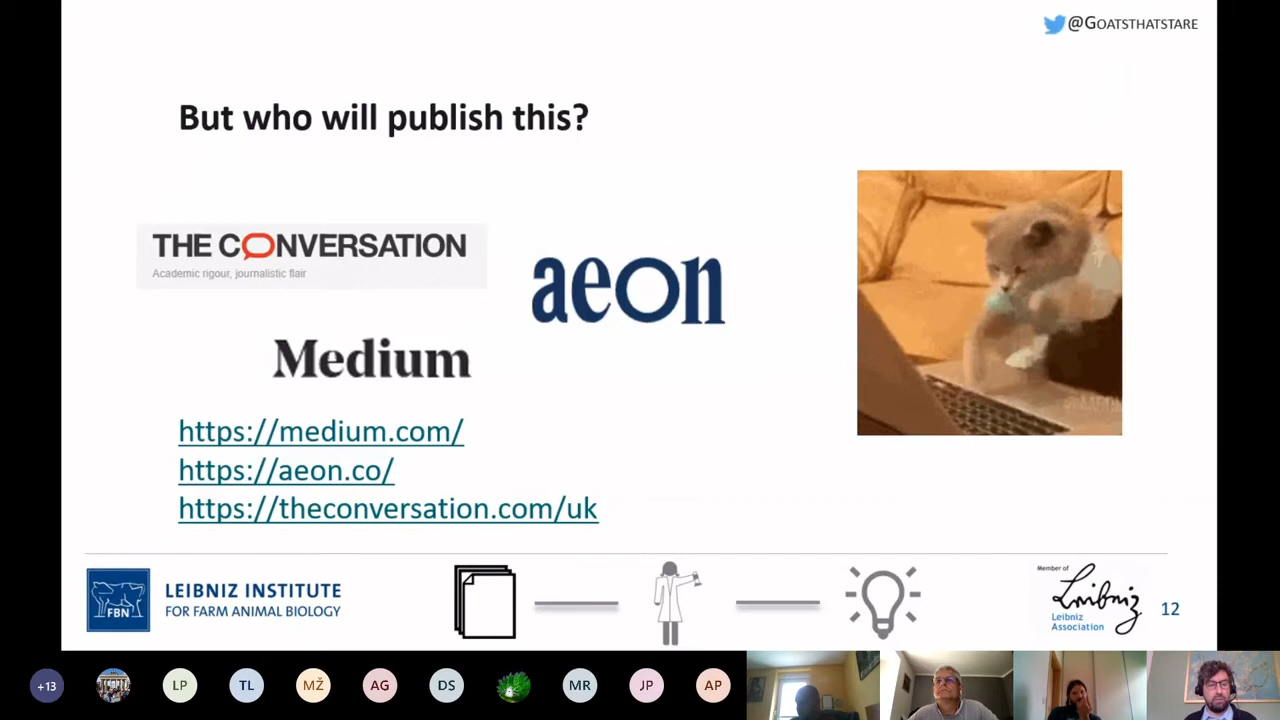 @GOATSTHATSTARE
But who will publish this?
THE CONVERSATION
Academic rigour, journalistic flair
aeon
Medium
https://medium.com/
https://aeon.co/
https://theconversation.com/uk
FBN
LEIBNIZ INSTITUTE
FOR FARM ANIMAL BIOLOGY
Member of
Leibniz
Leibniz
Association
12
+13
LP
TL
MŽ
AG
DS
MR
JP
AP